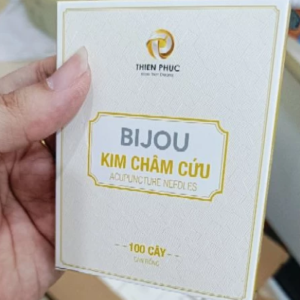 THIEN PHUC
BIJOU
KIM CHÂM CỨU
ACUPUNCTURE NEEDLES
100 CÂY